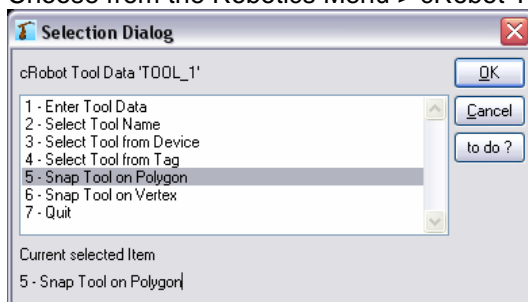 Choose from the Robotics Menu > cRobot T
Selection Dialog
cRobot Tool Data 'TOOL_1'
OK
1 - Enter Tool Data
2 - Select Tool Name
3 - Select Tool from Device
4 - Select Tool from Tag
5 - Snap Tool on Polygon
6 - Snap Tool on Vertex
7 - Quit
Cancel
to do ?
Current selected Item
5 - Snap Tool on Polygon